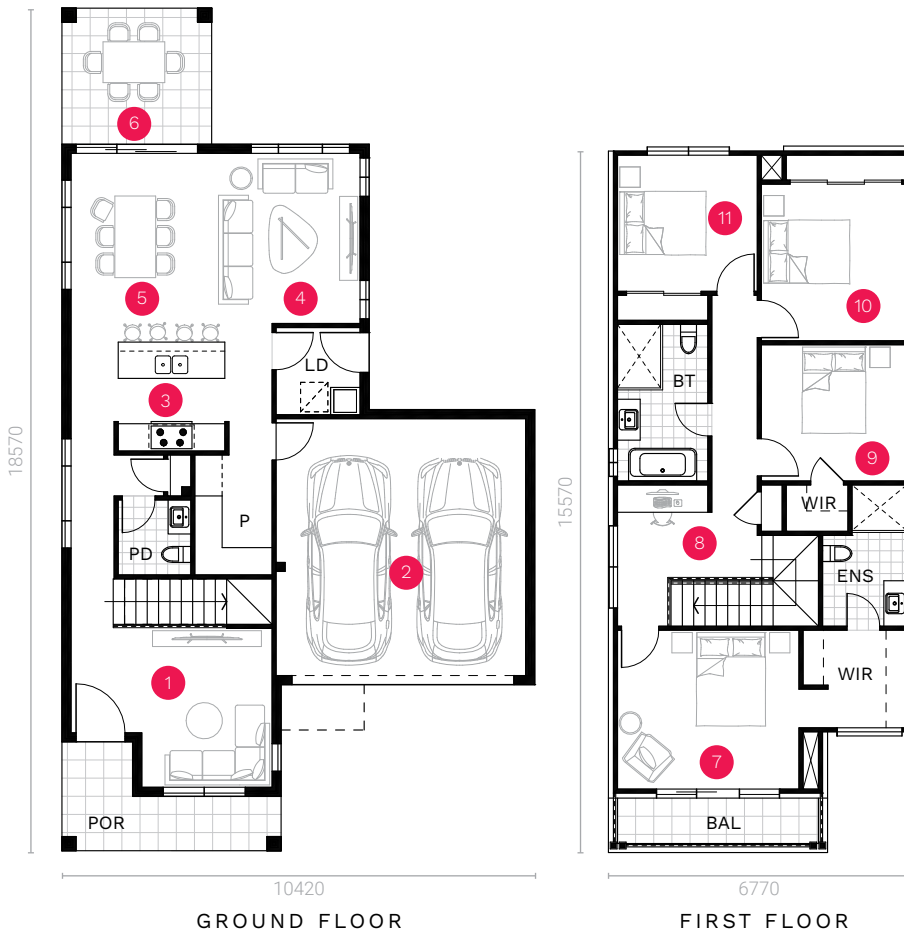 6
11
5
4
10
LD
BT
3
9
WIR
P
8
PD
2
ENS
1
WIR
7
POR
BAL
18570
15570
10420
6770
GROUND FLOOR
FIRST FLOOR